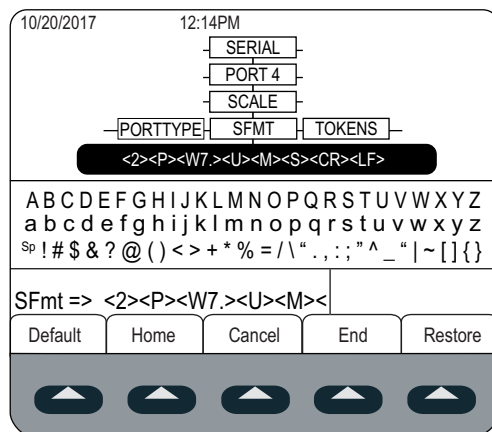 10/20/2017 12:14PM
SERIAL
PORT 4
SCALE
PORTTYPE SFMT TOKENS
<2><P><W7.><U><M><S><CR><LF>
A B C D E F G H I J K L M N O P Q R S T U V W X Y Z
a b c d e f g h i j k l m n o p q r s t u v w x y z
Sp ! # $ & ? @ ( ) < > + * % = / \ “ . , : ; ” ^ _ “ | ~ [ ] { }
SFmt => <2><P><W7.><U><M><
Default Home Cancel End Restore